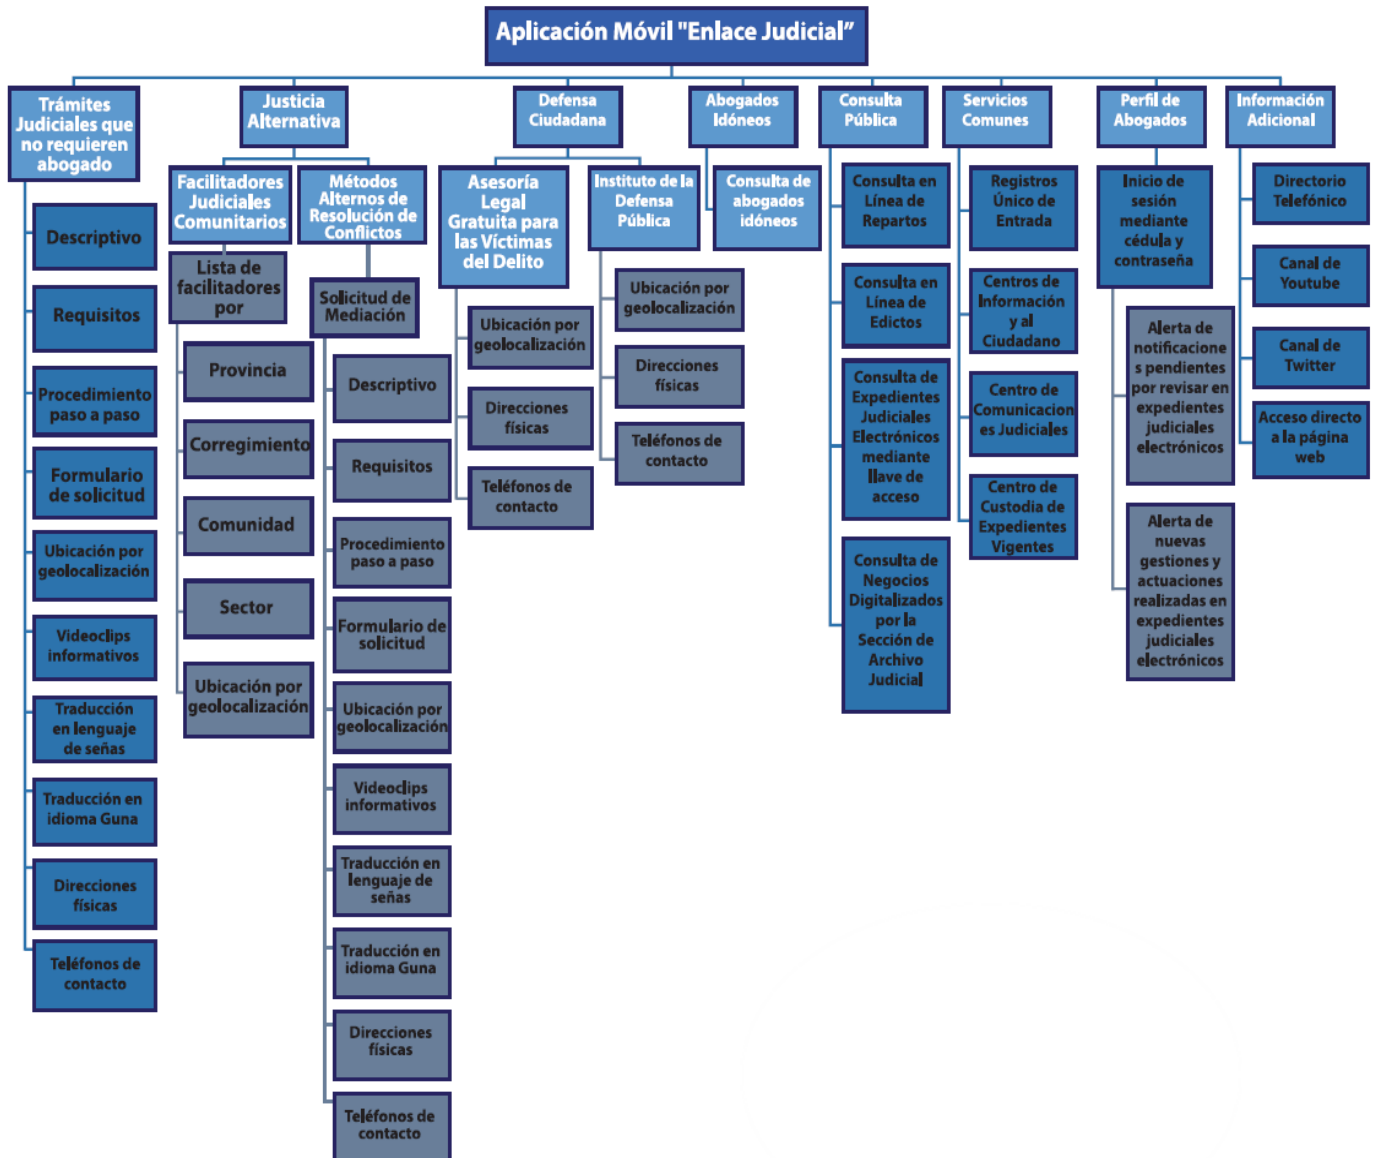 Aplicación Móvil "Enlace Judicial”
Trámites
Judiciales que
no requieren
abogado
Descriptivo
Requisitos
Procedimiento
paso a paso
Formulario
de solicitud
Ubicación por
geolocalización
Videoclips
informativos
Traducción
en lenguaje
de señas
Traducción en
idioma Guna
Direcciones
físicas
Teléfonos de
contacto
Justicia
Alternativa
Facilitadores
Judiciales
Comunitarios
Lista de
facilitadores
por
Provincia
Corregimiento
Comunidad
Sector
Ubicación por
geolocalización
Métodos
Alternos de
Resolución de
Conflictos
Solicitud de
Mediación
Descriptivo
Requisitos
Procedimiento
paso a paso
Formulario de
solicitud
Ubicación por
geolocalización
Videoclips
informativos
Traducción en
lenguaje de
señas
Traducción en
idioma Guna
Direcciones
físicas
Teléfonos de
contacto
Defensa
Ciudadana
Asesoría
Legal
Gratuita para
las Víctimas
del Delito
Ubicación por
geolocalización
Direcciones
físicas
Teléfonos de
contacto
Instituto de la
Defensa
Pública
Ubicación por
geolocalización
Direcciones
físicas
Teléfonos de
contacto
Abogados
Idóneos
Consulta de
abogados
idóneos
Consulta
Pública
Consulta en
Línea de
Repartos
Consulta en
Línea de
Edictos
Consulta de
Expedientes
Judiciales
Electrónicos
mediante
llave de
acceso
Consulta de
Negocios
Digitalizados
por la
Sección de
Archivo
Judicial
Servicios
Comunes
Registros
Único de
Entrada
Centros de
Información
y al
Ciudadano
Centro de
Comunicacion
es Judiciales
Centro de
Custodia de
Expedientes
Vigentes
Perfil de
Abogados
Inicio de
sesión
mediante
cédula y
contraseña
Alerta de
notificacione
s pendientes
por revisar en
expedientes
judiciales
electrónicos
Alerta de
nuevas
gestiones y
actuaciones
realizadas en
expedientes
judiciales
electrónicos
Información
Adicional
Directorio
Telefónico
Canal de
Youtube
Canal de
Twitter
Acceso directo
a la página
web